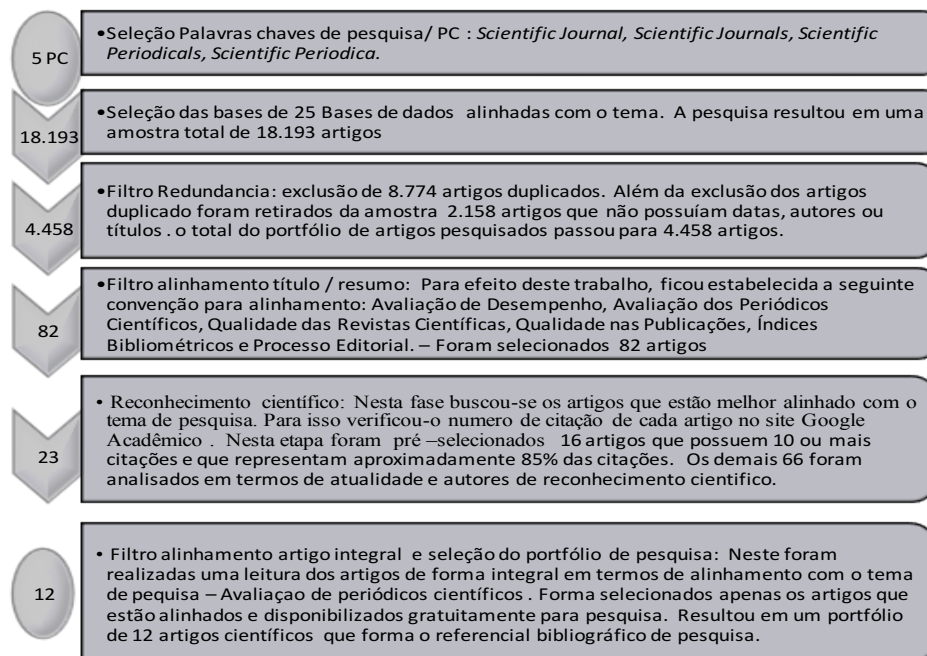 5 PC
•Seleção Palavras chaves de pesquisa/ PC : Scientific Journal, Scientific Journals, Scientific
Periodicals, Scientific Periodica.
18.193
•Seleção das bases de 25 Bases de dados alinhadas com o tema. A pesquisa resultou em uma
amostra total de 18.193 artigos
4.458
•Filtro Redundancia: exclusão de 8.774 artigos duplicados. Além da exclusão dos artigos
duplicado foram retirados da amostra 2.158 artigos que não possuíam datas, autores ou
títulos . o total do portfólio de artigos pesquisados passou para 4.458 artigos.
82
•Filtro alinhamento título / resumo: Para efeito deste trabalho, ficou estabelecida a seguinte
convenção para alinhamento: Avaliação de Desempenho, Avaliação dos Periódicos
Científicos, Qualidade das Revistas Científicas, Qualidade nas Publicações, Índices
Bibliométricos e Processo Editorial. – Foram selecionados 82 artigos
23
• Reconhecimento científico: Nesta fase buscou-se os artigos que estão melhor alinhado com o
tema de pesquisa. Para isso verificou-o numero de citação de cada artigo no site Google
Acadêmico . Nesta etapa foram pré –selecionados 16 artigos que possuem 10 ou mais
citações e que representam aproximadamente 85% das citações. Os demais 66 foram
analisados em termos de atualidade e autores de reconhecimento cientifico.
12
• Filtro alinhamento artigo integral e seleção do portfólio de pesquisa: Neste foram
realizadas uma leitura dos artigos de forma integral em termos de alinhamento com o tema
de pequisa – Avaliaçao de periódicos científicos . Forma selecionados apenas os artigos que
estão alinhados e disponibilizados gratuitamente para pesquisa. Resultou em um portfólio
de 12 artigos científicos que forma o referencial bibliográfico de pesquisa.